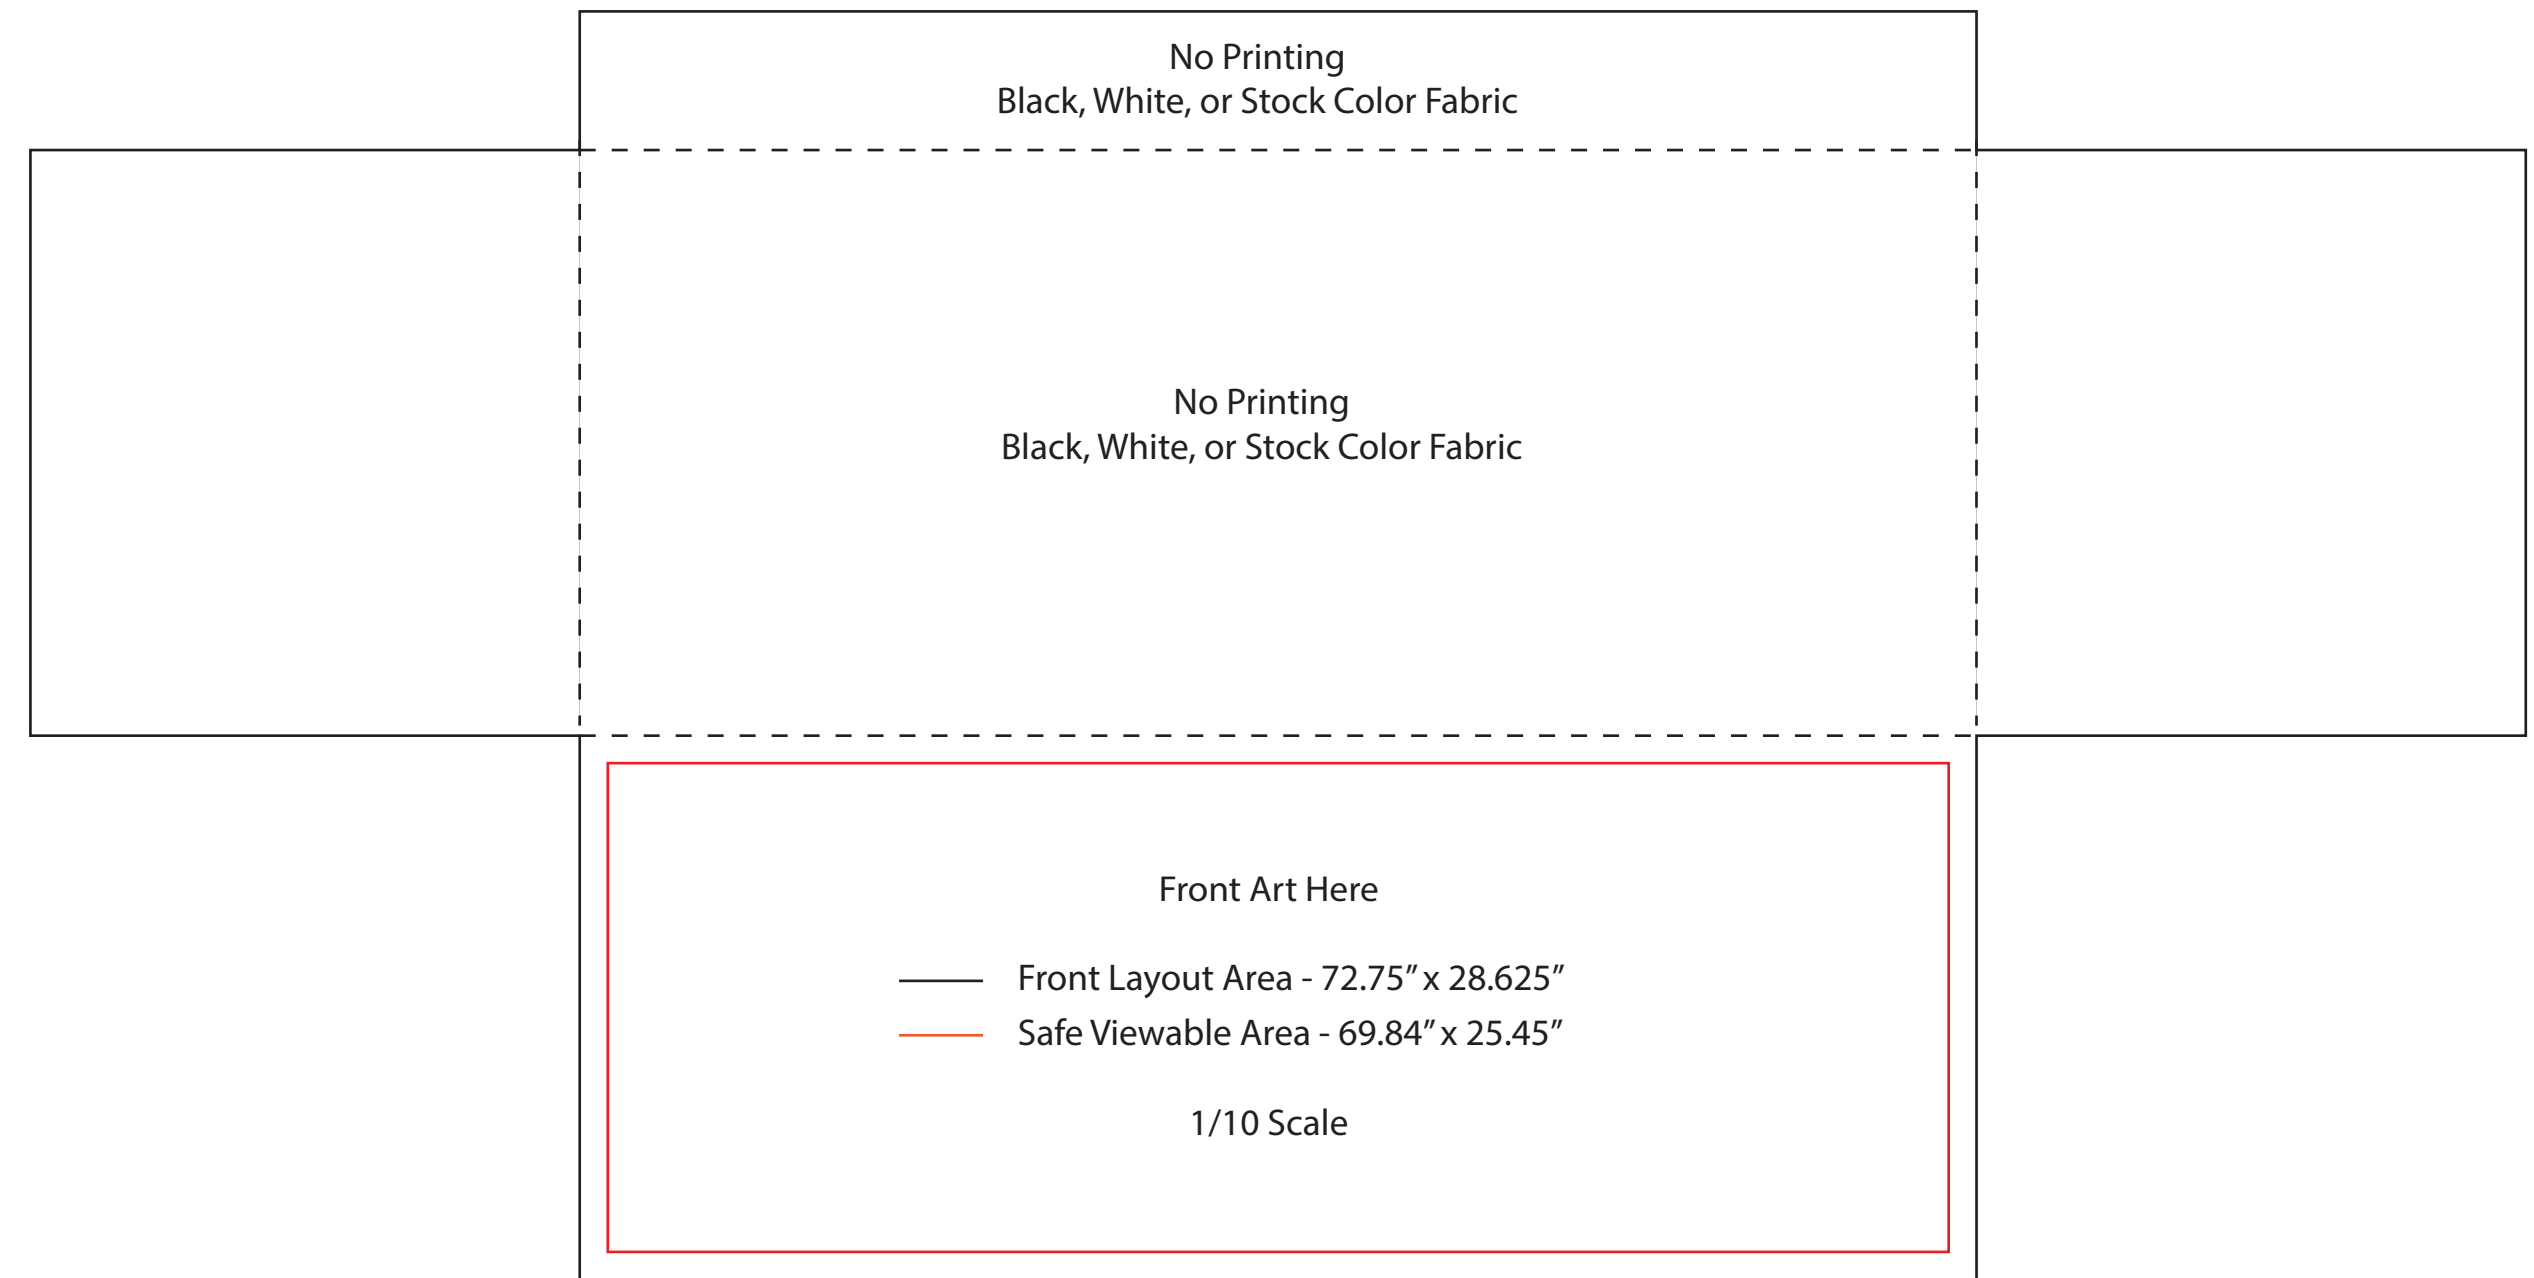 No Printing
Black, White, or Stock Color Fabric
No Printing
Black, White, or Stock Color Fabric
Front Art Here
Front Layout Area - 72.75” x 28.625”
Safe Viewable Area - 69.84” x 25.45”
1/10 Scale